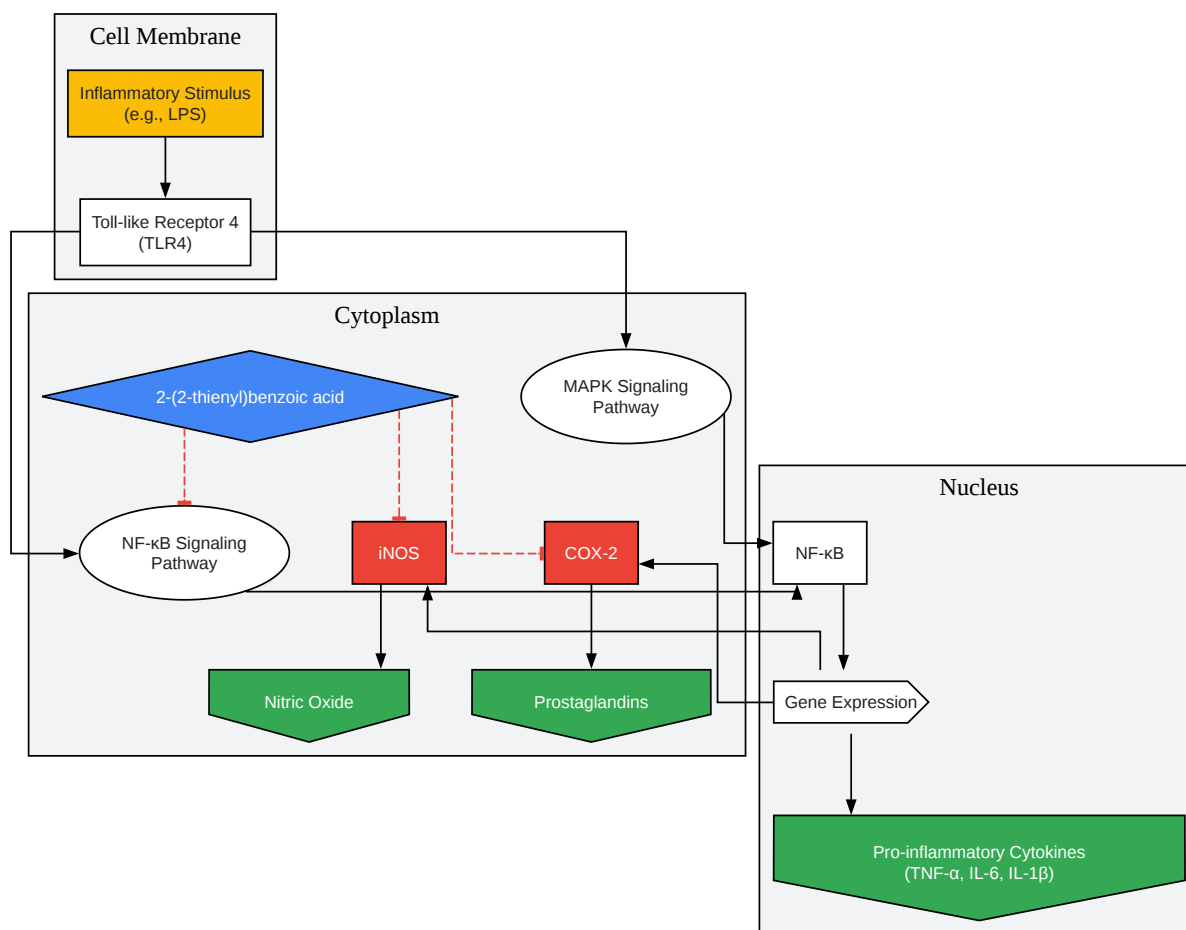 Cell Membrane
Inflammatory Stimulus
(e.g., LPS)
Toll-like Receptor 4
(TLR4)
Cytoplasm
2-(2-thienyl)benzoic acid
MAPK Signaling
Pathway
NF-κB Signaling
Pathway
iNOS
COX-2
Nitric Oxide
Prostaglandins
Nucleus
NF-κB
Gene Expression
Pro-inflammatory Cytokines
(TNF-α, IL-6, IL-1β)